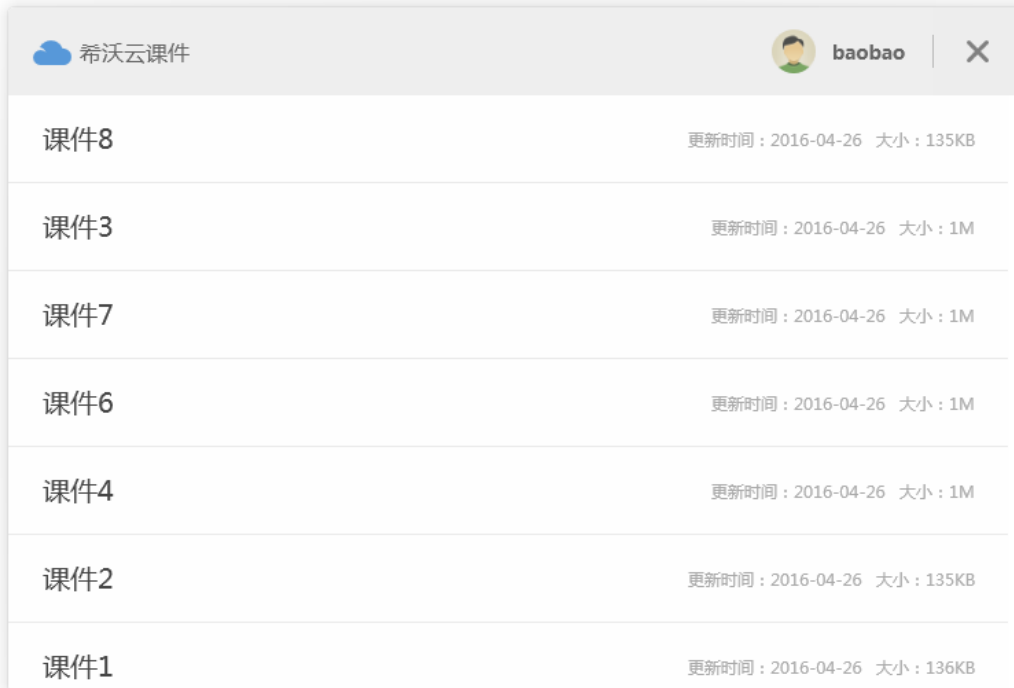 希沃云课件 baobao
课件8 更新时间：2016-04-26 大小：135KB
课件3 更新时间：2016-04-26 大小：1M
课件7 更新时间：2016-04-26 大小：1M
课件6 更新时间：2016-04-26 大小：1M
课件4 更新时间：2016-04-26 大小：1M
课件2 更新时间：2016-04-26 大小：135KB
课件1 更新时间：2016-04-26 大小：136KB